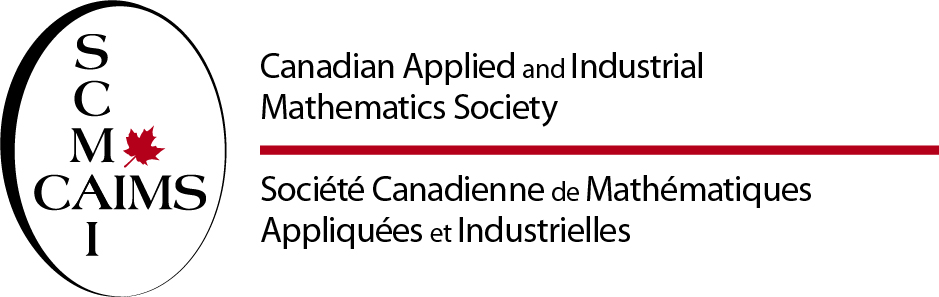 S
C
M
CAIMS
I
Canadian Applied and Industrial
Mathematics Society
Société Canadienne de Mathématiques
Appliquées et Industrielles